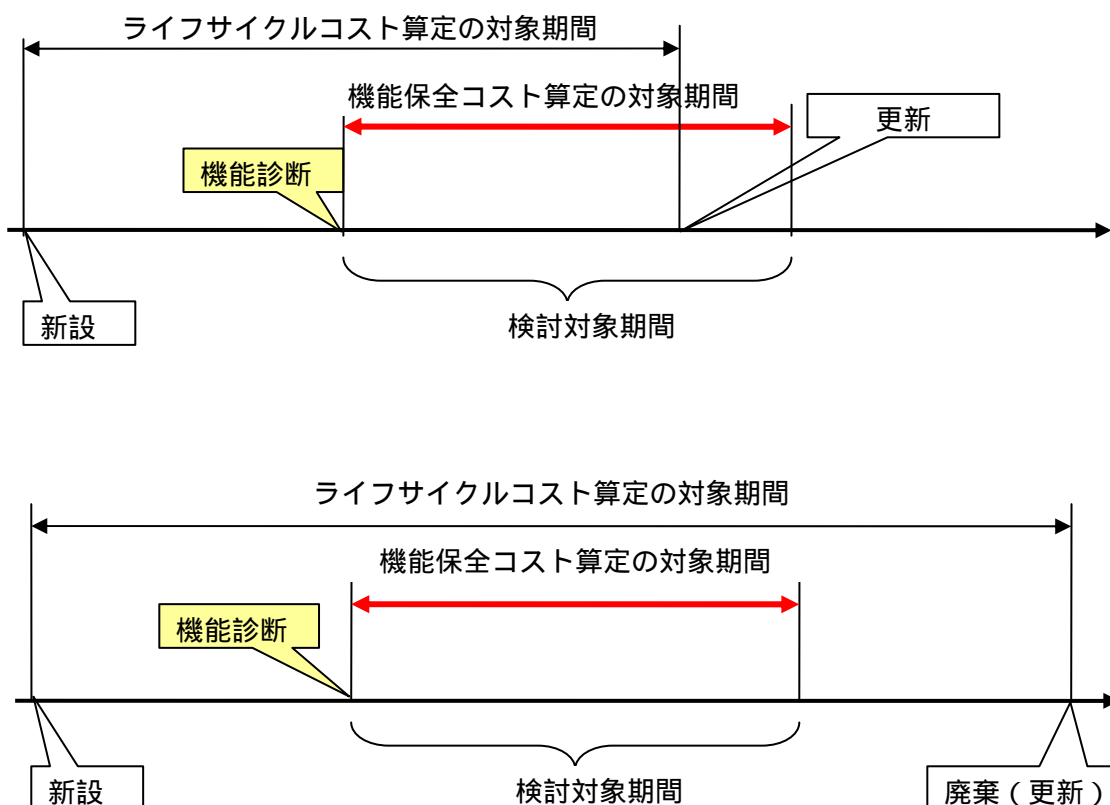 ライフサイクルコスト算定の対象期間
機能保全コスト算定の対象期間
更新
機能診断
新設
検討対象期間
ライフサイクルコスト算定の対象期間
機能保全コスト算定の対象期間
機能診断
新設
検討対象期間
廃棄(更新)